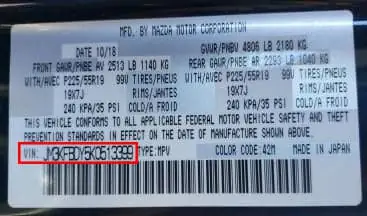 MFD. BY MAZDA MOTOR CORPORATION
DATE 10/18 GVWR/PNBV 4806 LB 2180 KG
FRONT GAWR/PNBE AV 2513 LB 1140 KG REAR GAWR/PNBE AR 2293 LB 1040 KG
WITH/AVEC P225/55R19 99V TIRES/PNEUS WITH/AVEC P225/55R19 99V TIRES/PNEUS
19X7J RIMS/JANTES 19X7J RIMS/JANTES
240 KPA/35 PSI COLD/A FROID 240 KPA/35 PSI COLD/A FROID
THIS VEHICLE CONFORMS TO ALL APPLICABLE FEDERAL MOTOR VEHICLE SAFETY AND THEFT
PREVENTION STANDARDS IN EFFECT ON THE DATE OF MANUFACTURE SHOWN ABOVE.
VIN: JM3KFBDY5K0513399 TYPE:MPV COLOR CODE:42M MADE IN JAPAN